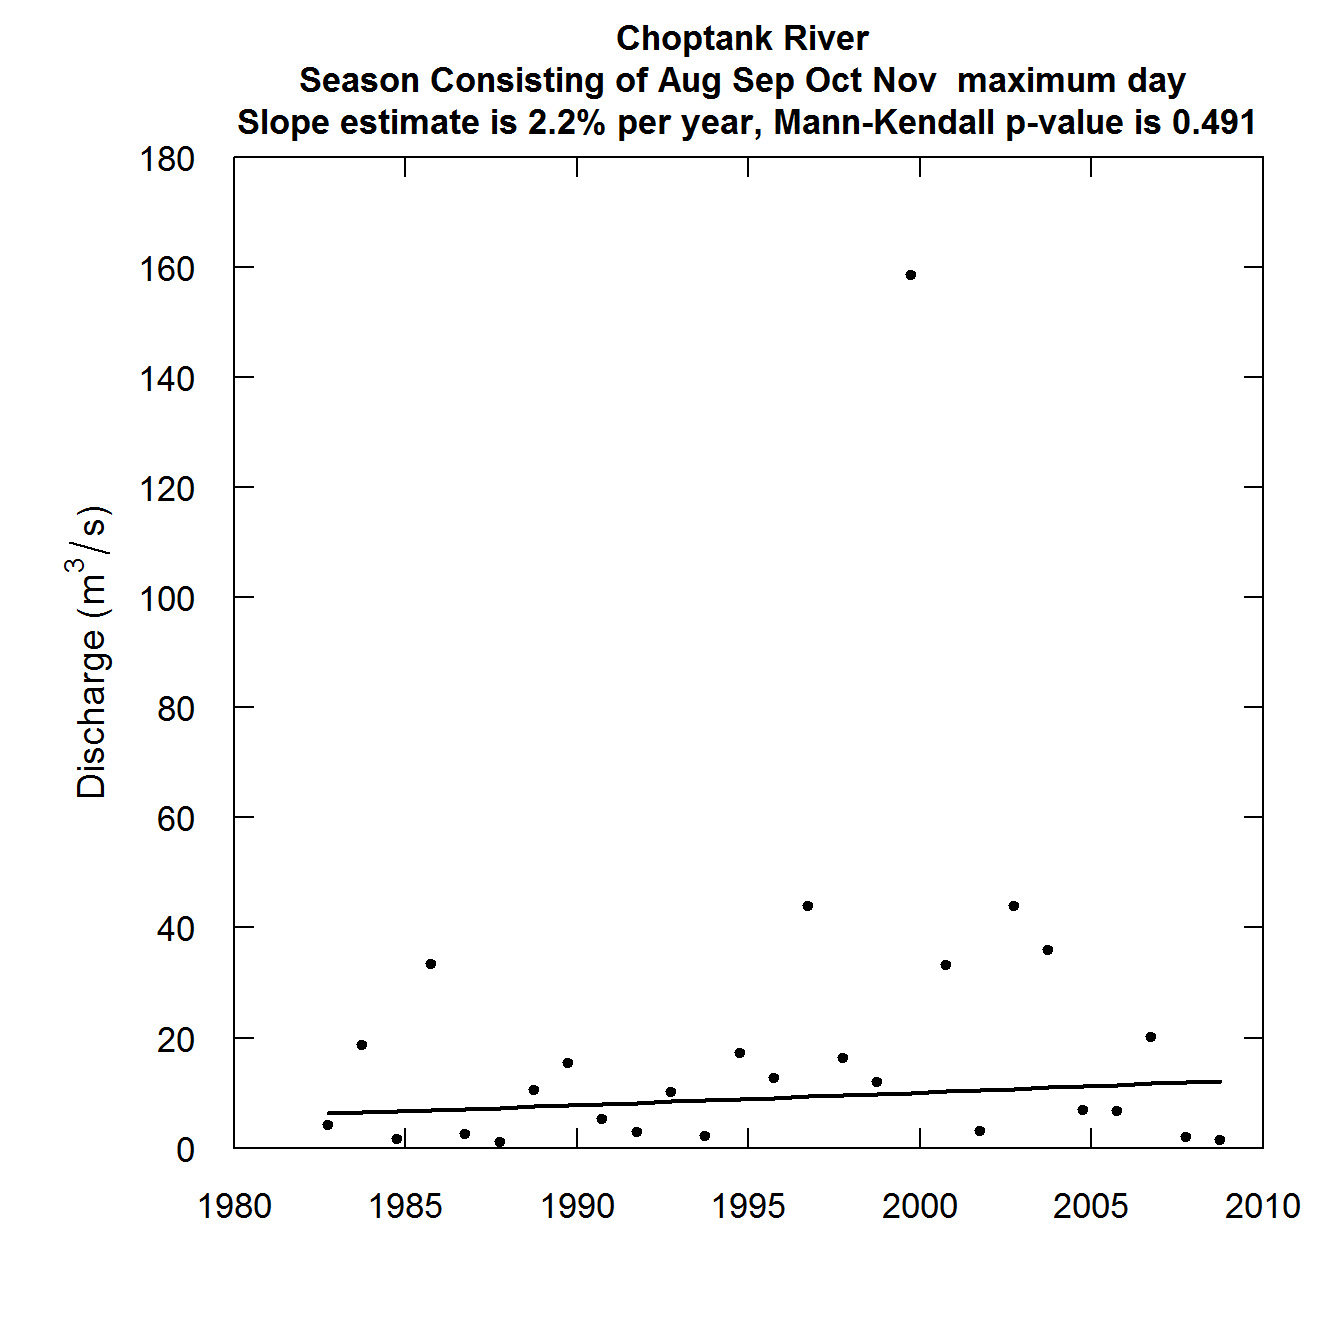 Choptank River
Season Consisting of Aug Sep Oct Nov  maximum day
Slope estimate is 2.2% per year, Mann-Kendall p-value is 0.491
180
160
140
120
100
80
60
40
20
0
Discharge (m³/s)
1980 1985 1990 1995 2000 2005 2010